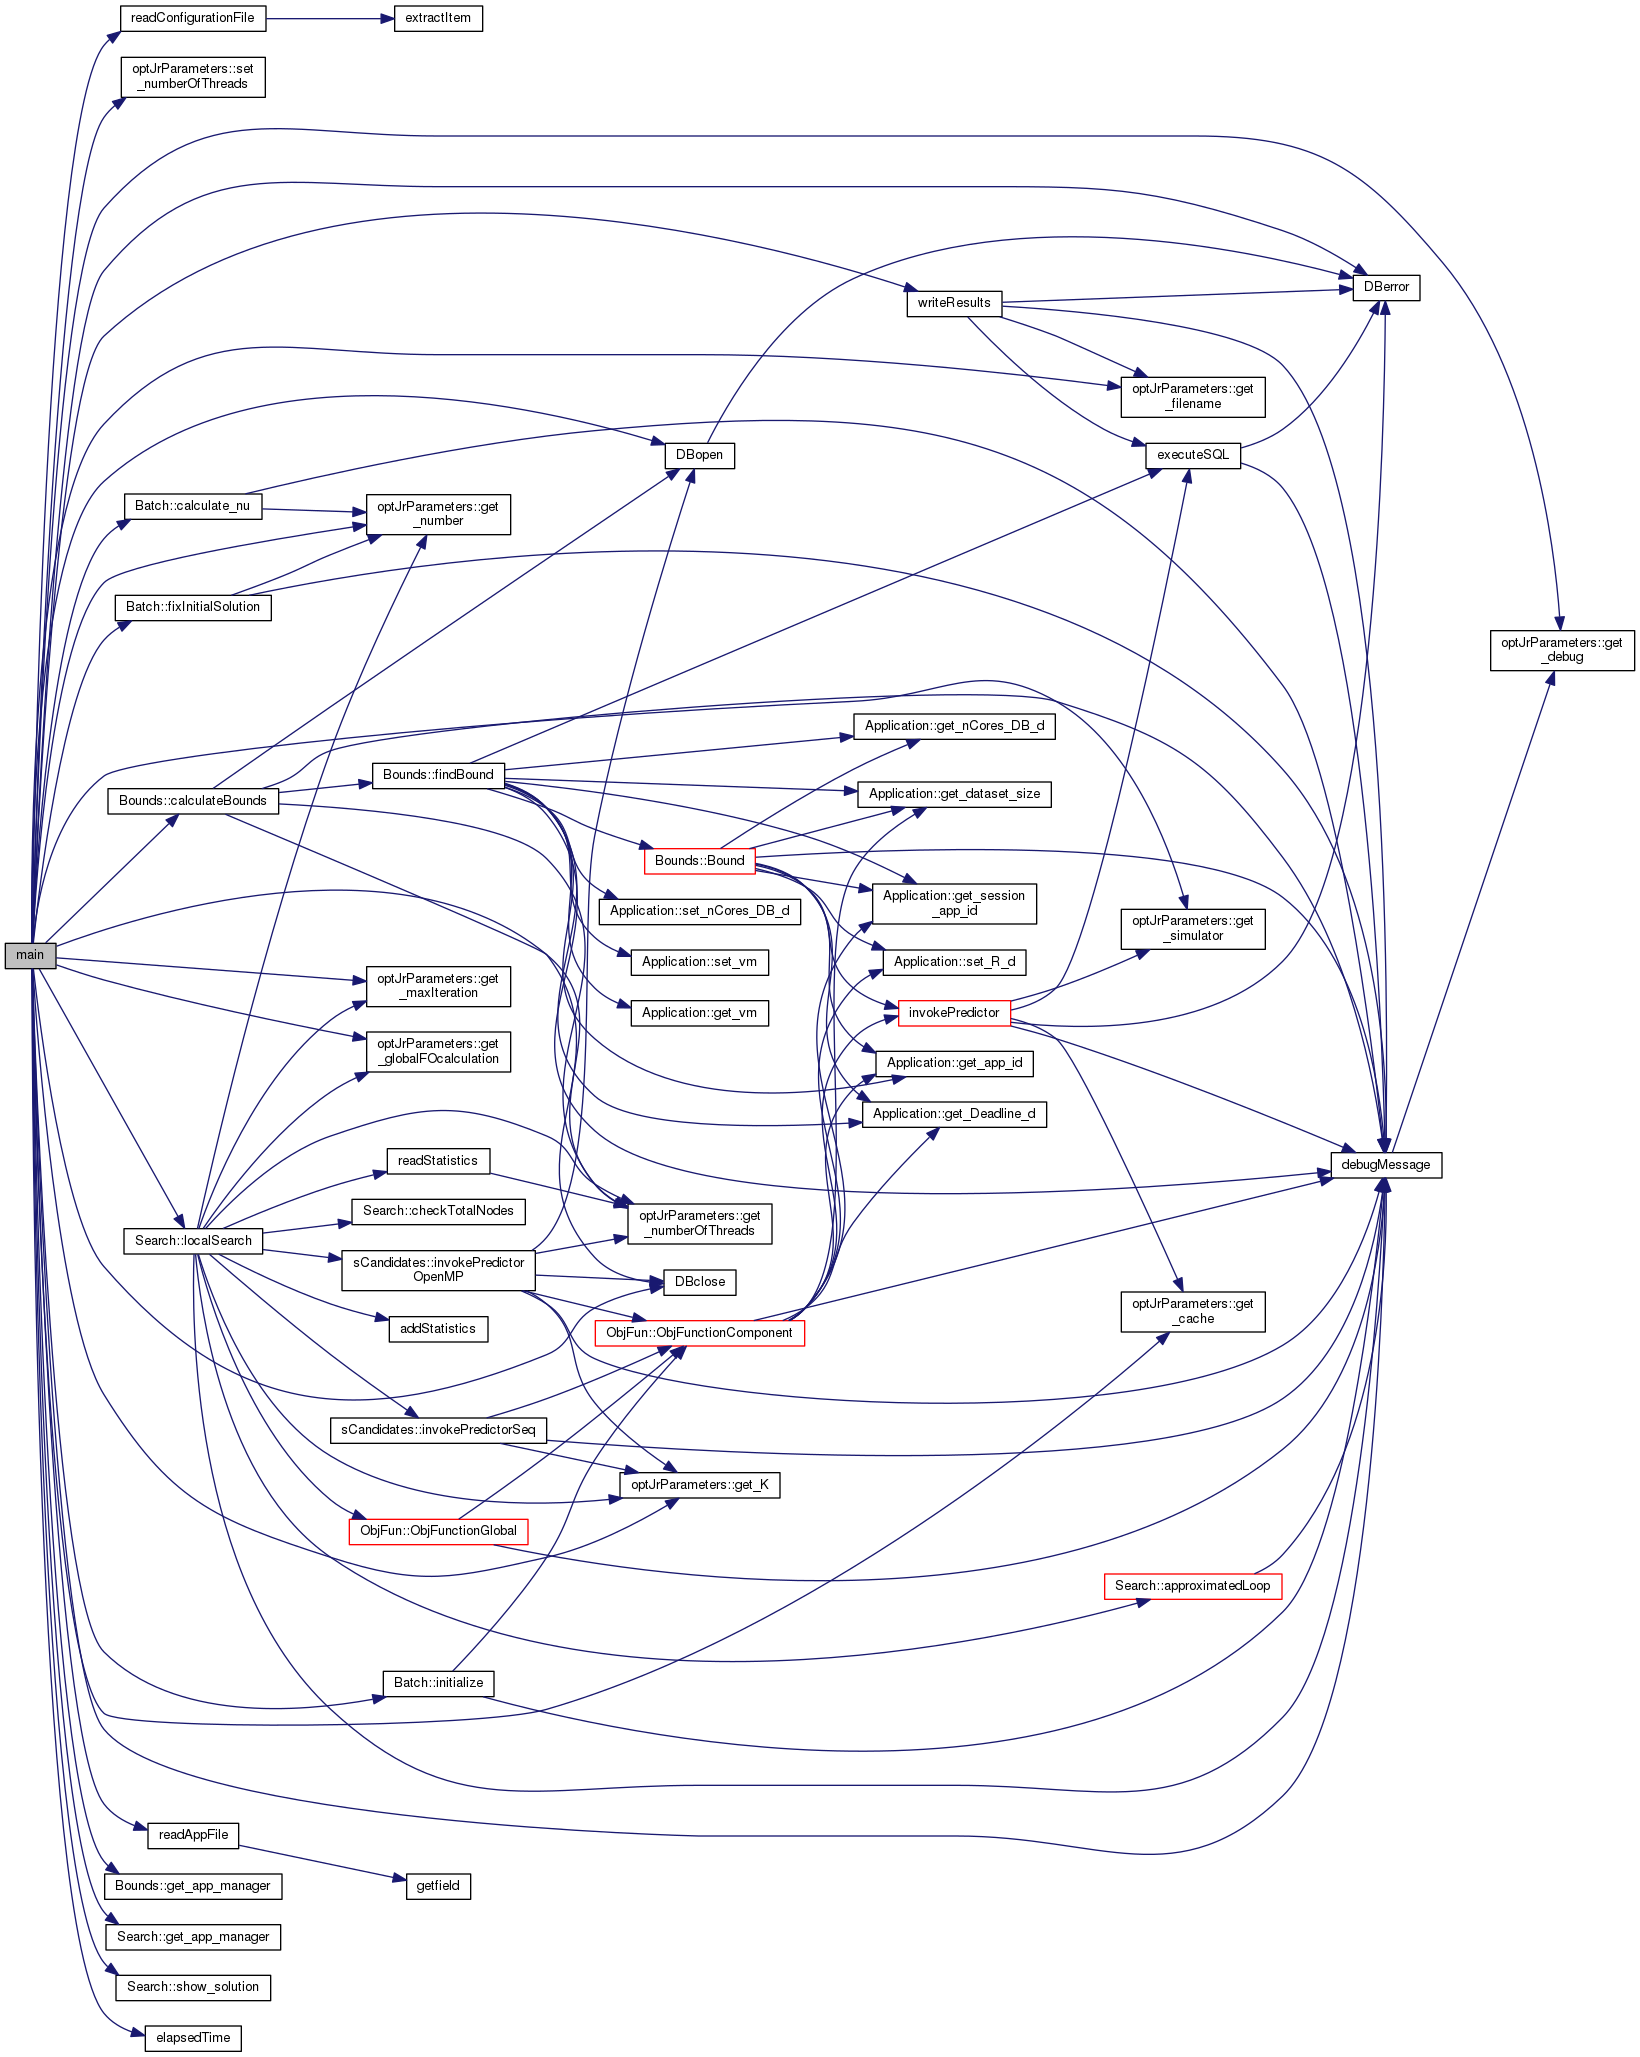 readConfigurationFile
extractItem
optJrParameters::set
_numberOfThreads
DBerror
writeResults
optJrParameters::get
_filename
DBopen
executeSQL
Batch::calculate_nu
optJrParameters::get
_number
Batch::fixInitialSolution
optJrParameters::get
_debug
Application::get_nCores_DB_d
Bounds::findBound
Bounds::calculateBounds
Application::get_dataset_size
Bounds::Bound
Application::set_nCores_DB_d
Application::get_session
_app_id
optJrParameters::get
_simulator
main
Application::set_vm
Application::set_R_d
optJrParameters::get
_maxIteration
Application::get_vm
invokePredictor
optJrParameters::get
_globalFOcalculation
Application::get_app_id
Application::get_Deadline_d
readStatistics
debugMessage
Search::checkTotalNodes
optJrParameters::get
_numberOfThreads
Search::localSearch
sCandidates::invokePredictor
OpenMP
DBclose
optJrParameters::get
_cache
addStatistics
ObjFun::ObjFunctionComponent
sCandidates::invokePredictorSeq
optJrParameters::get_K
ObjFun::ObjFunctionGlobal
Search::approximatedLoop
Batch::initialize
readAppFile
Bounds::get_app_manager
getfield
Search::get_app_manager
Search::show_solution
elapsedTime